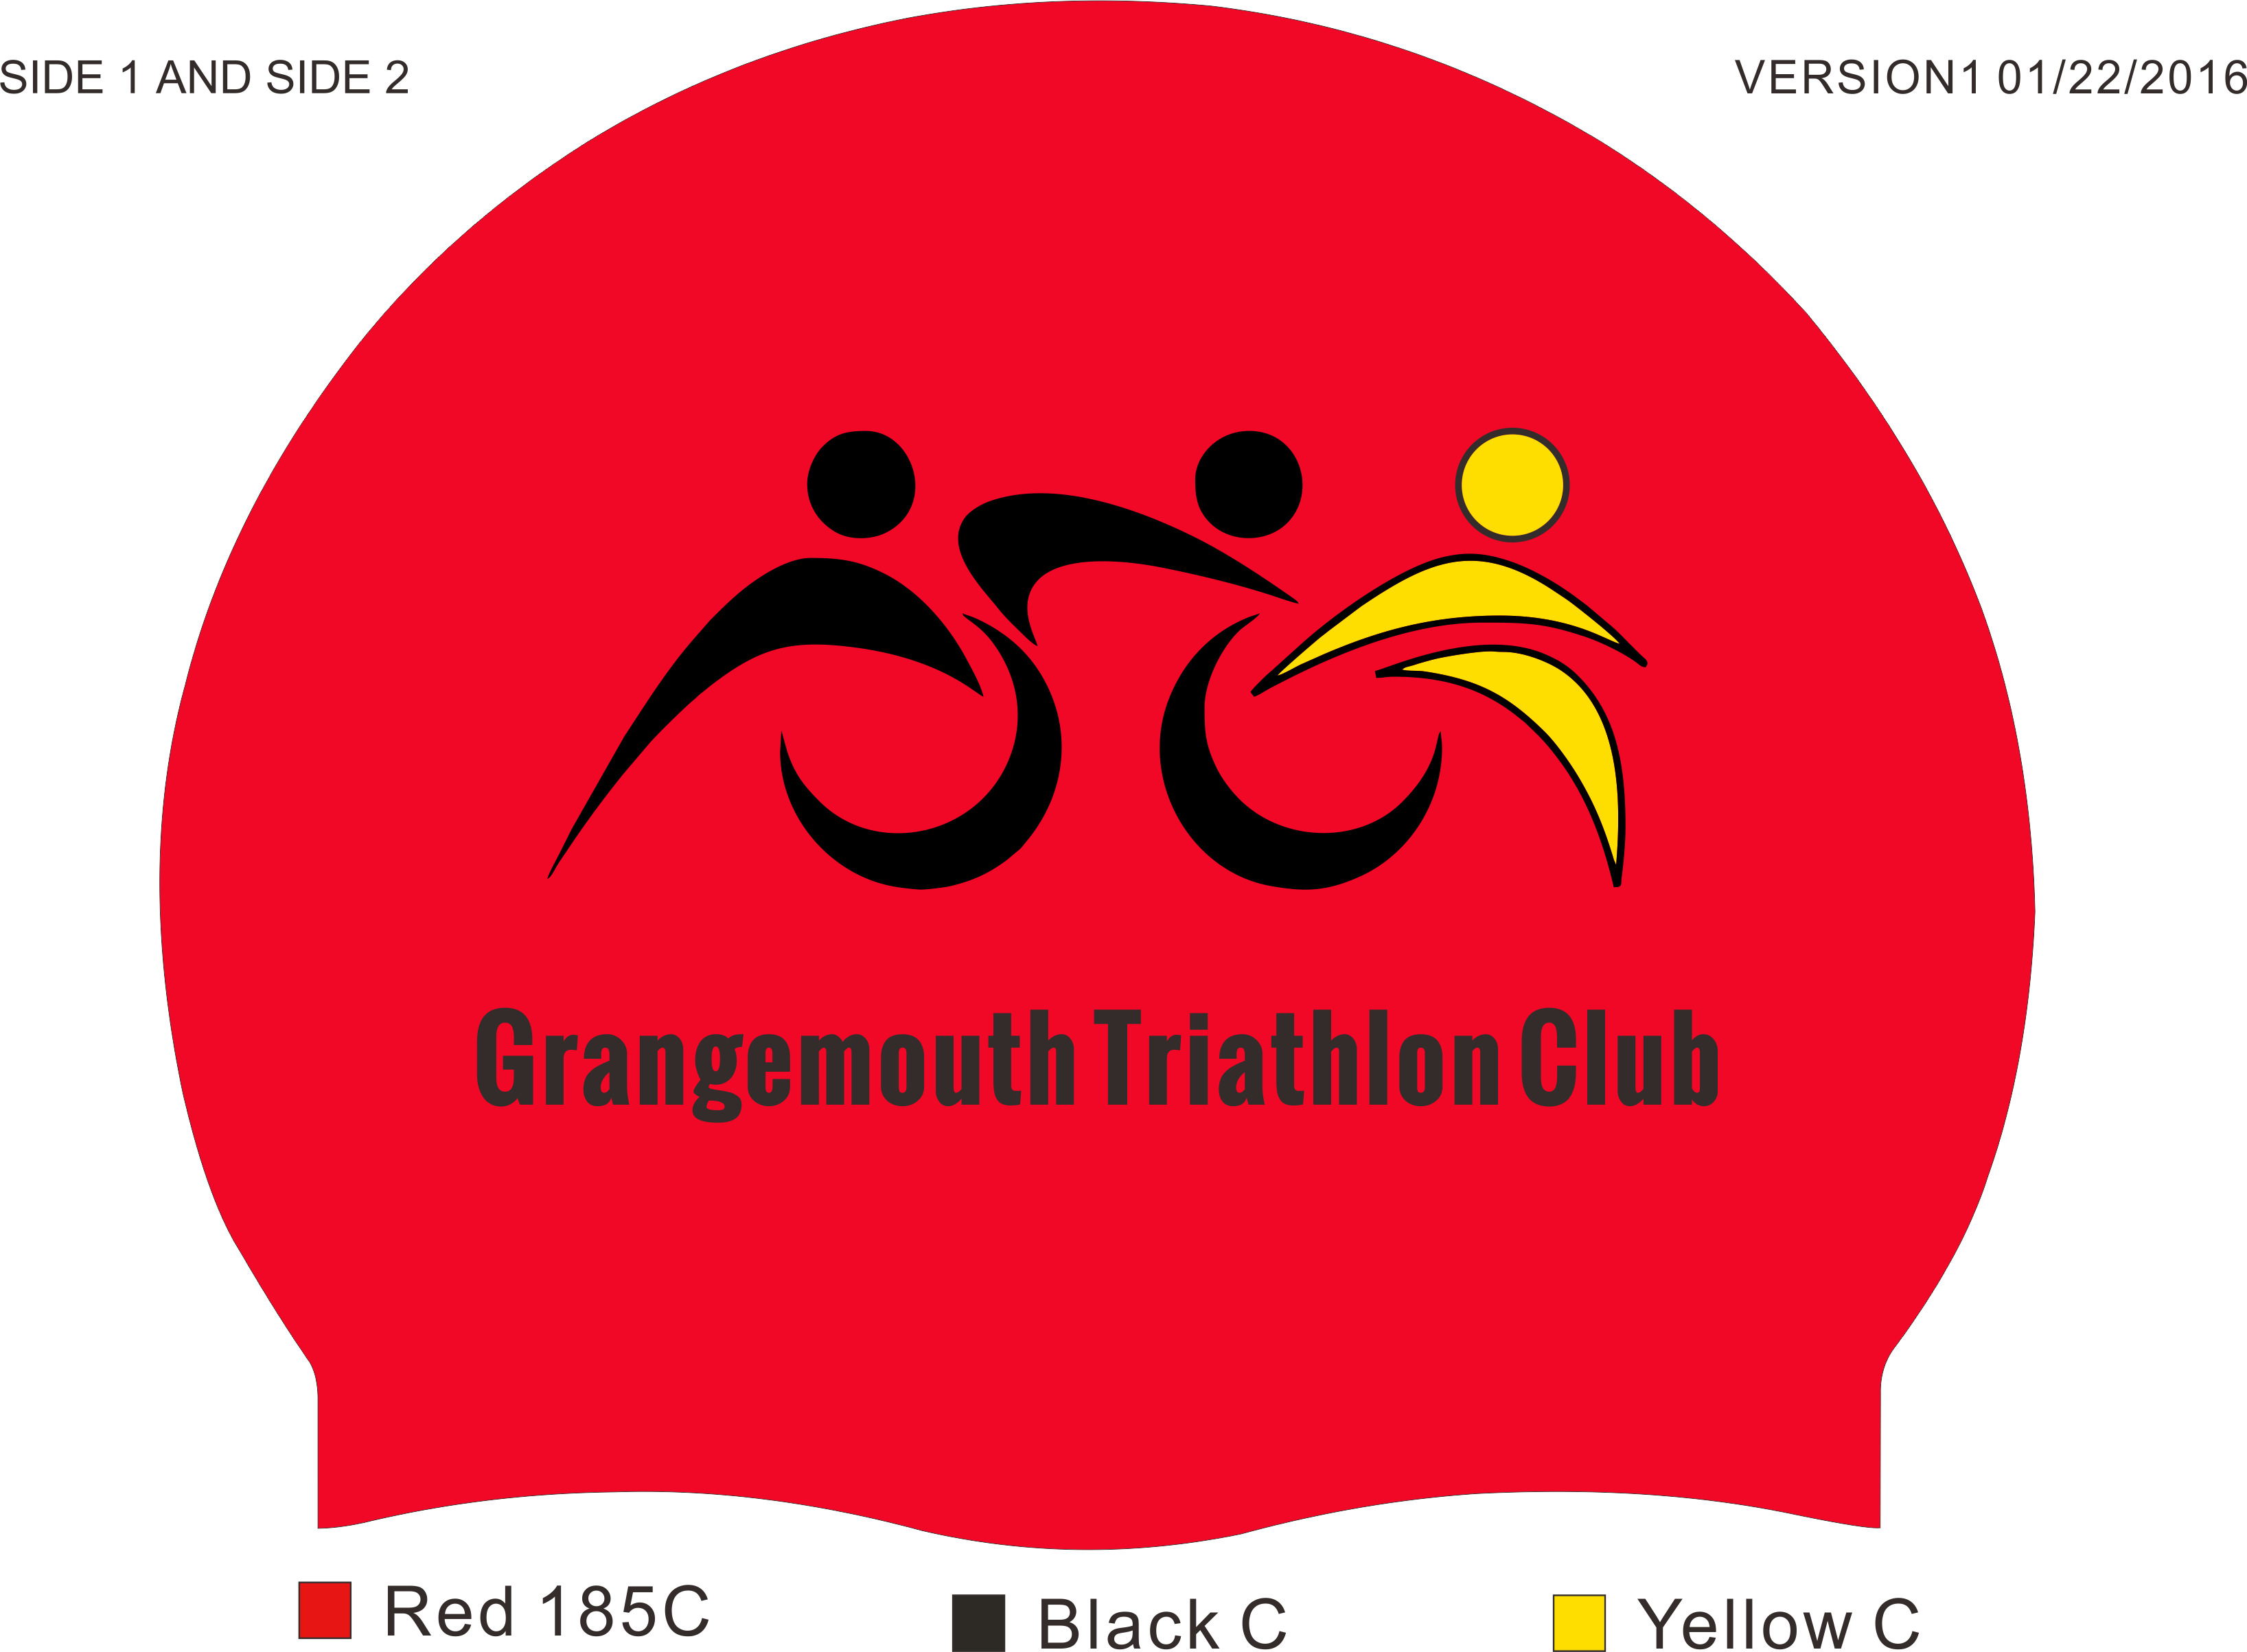 SIDE 1 AND SIDE 2
VERSION1 01/22/2016
Grangemouth Triathlon Club
Red 185C
Black C
Yellow C